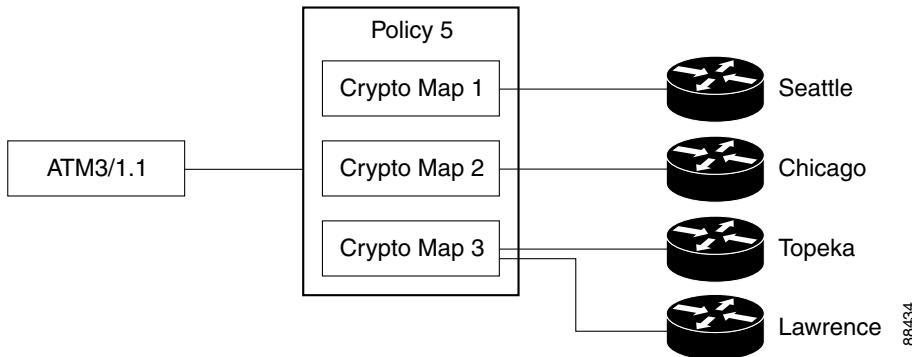 Policy 5
Crypto Map 1
Seattle
ATM3/1.1
Crypto Map 2
Chicago
Crypto Map 3
Topeka
Lawrence
88434